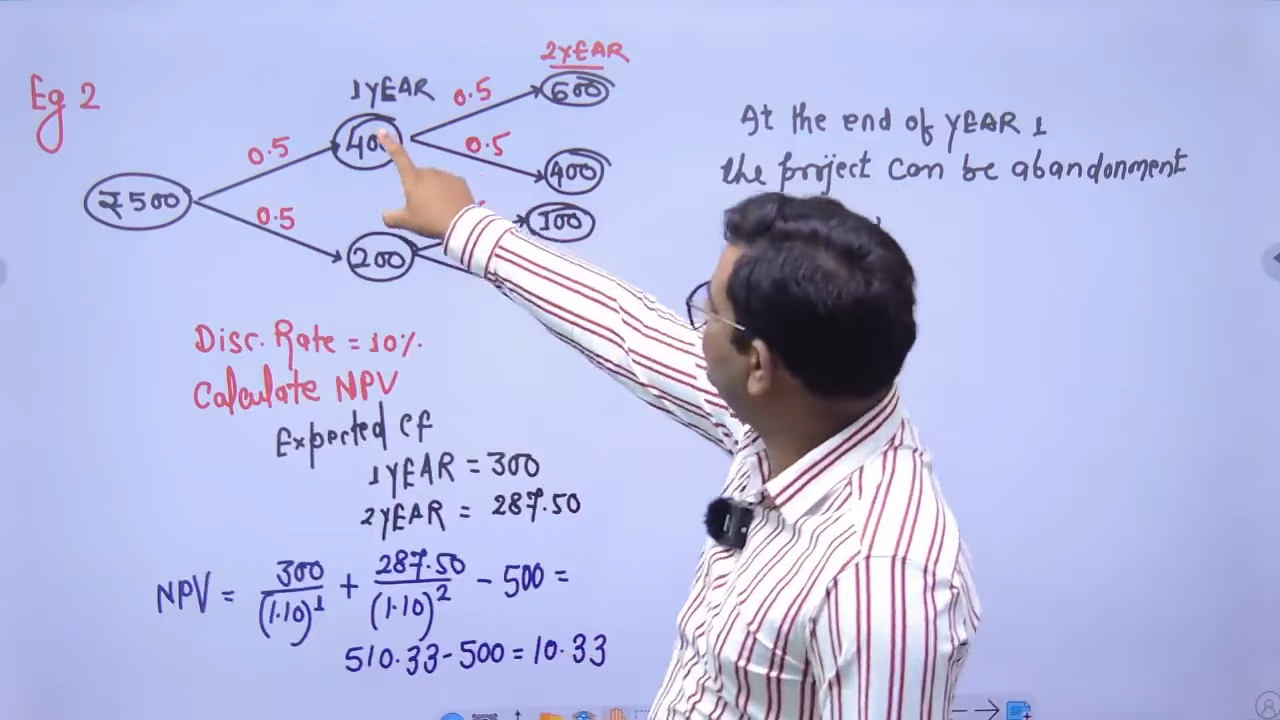 Eg 2
1YEAR
2YEAR
₹500
0.5
0.5
400
200
0.5
0.5
600
400
100
At the end of YEAR 1
the project can be abandonment
Disc. Rate = 10%.
Calculate NPV
Expected CF
1YEAR = 300
2YEAR = 287.50
NPV = 300/(1.10)^1 + 287.50/(1.10)^2 - 500 =
510.33 - 500 = 10.33